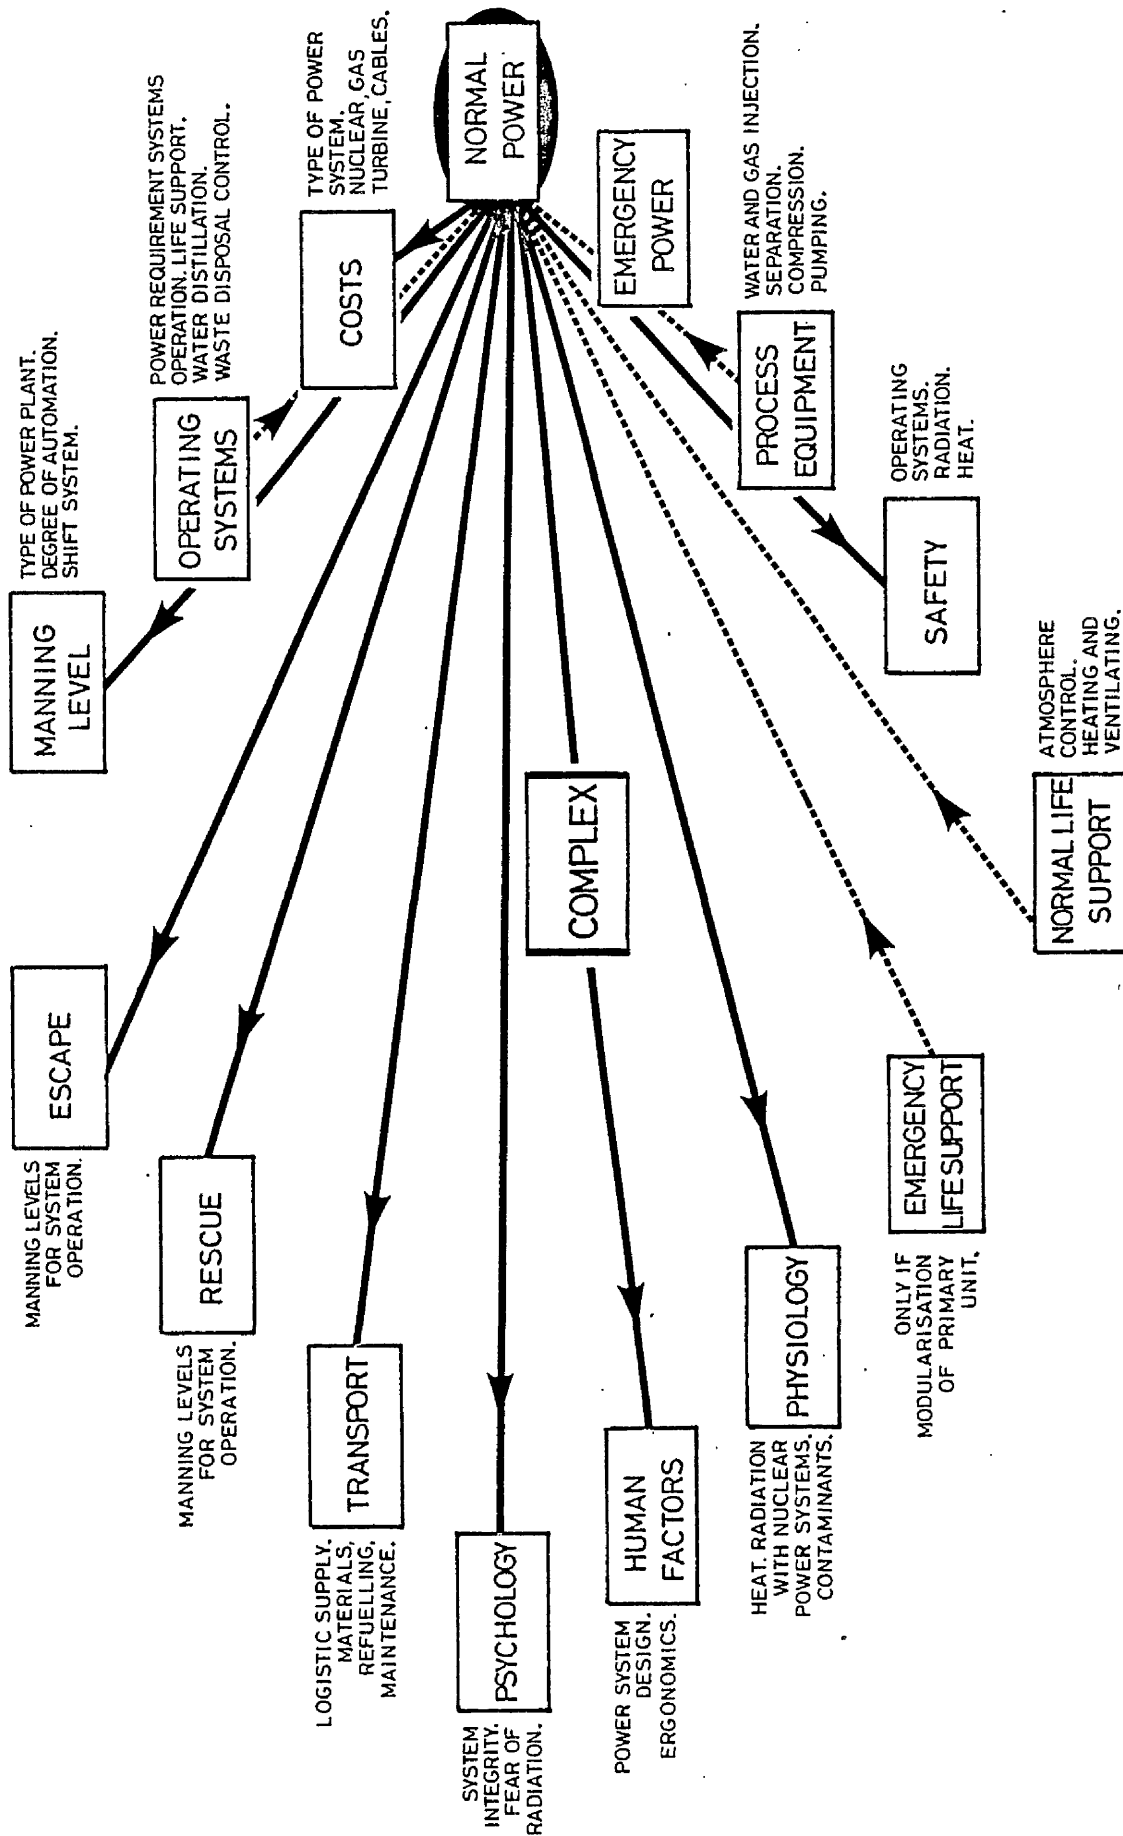 MANNING LEVELS
FOR SYSTEM
OPERATION.
ESCAPE
MANNING
LEVEL
TYPE OF POWER PLANT.
DEGREE OF AUTOMATION.
SHIFT SYSTEM.
MANNING LEVELS
FOR SYSTEM
OPERATION.
RESCUE
OPERATING
SYSTEMS
POWER REQUIREMENT SYSTEMS
OPERATION. LIFE SUPPORT.
WATER DISTILLATION.
WASTE DISPOSAL CONTROL.
LOGISTIC SUPPLY.
MATERIALS,
REFUELLING,
MAINTENANCE.
TRANSPORT
COSTS
TYPE OF POWER
SYSTEM.
NUCLEAR, GAS
TURBINE, CABLES.
SYSTEM
INTEGRITY.
FEAR OF
RADIATION.
PSYCHOLOGY
NORMAL
POWER
COMPLEX
POWER SYSTEM
DESIGN.
ERGONOMICS.
HUMAN
FACTORS
EMERGENCY
POWER
HEAT. RADIATION
WITH NUCLEAR
POWER SYSTEMS.
CONTAMINANTS.
PHYSIOLOGY
PROCESS
EQUIPMENT
WATER AND GAS INJECTION.
SEPARATION.
COMPRESSION
PUMPING.
ONLY IF
MODULARISATION
OF PRIMARY
UNIT.
EMERGENCY
LIFESUPPORT
SAFETY
OPERATING
SYSTEMS.
RADIATION.
HEAT.
NORMAL LIFE
SUPPORT
ATMOSPHERE
CONTROL.
HEATING AND
VENTILATING.